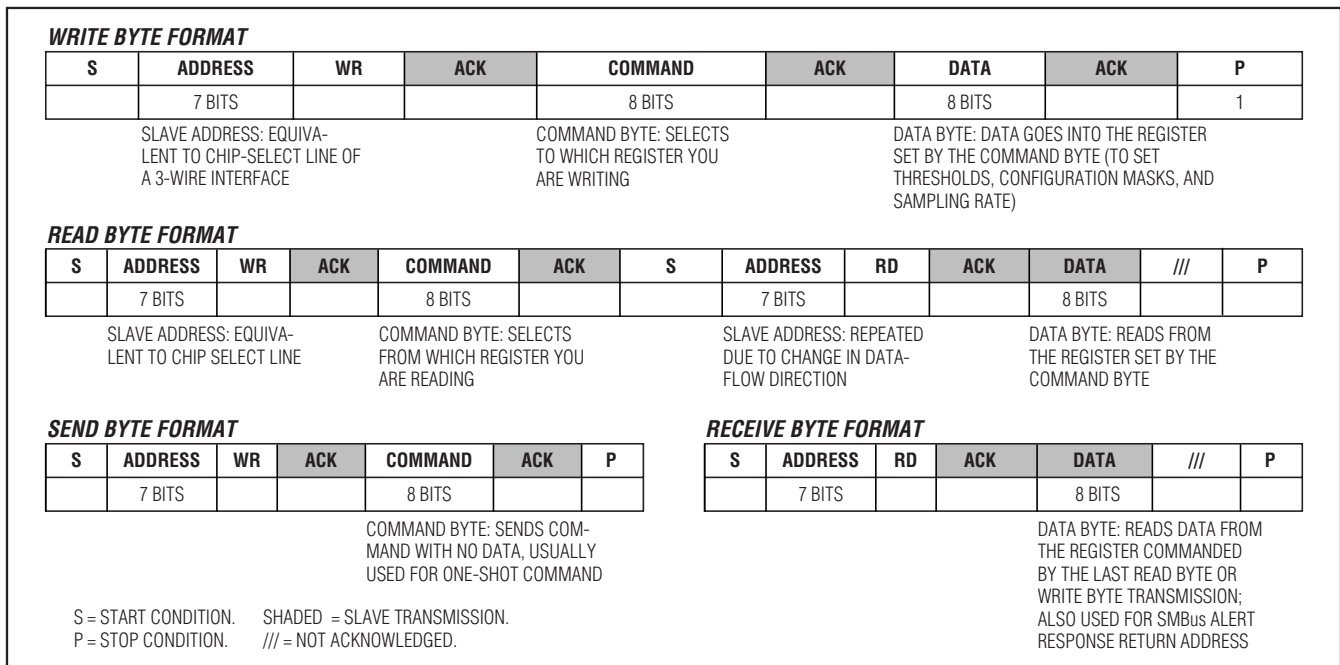 WRITE BYTE FORMAT
S ADDRESS WR ACK COMMAND ACK DATA ACK P
7 BITS 8 BITS 8 BITS 1
SLAVE ADDRESS: EQUIVA-
LENT TO CHIP-SELECT LINE OF
A 3-WIRE INTERFACE
COMMAND BYTE: SELECTS
TO WHICH REGISTER YOU
ARE WRITING
DATA BYTE: DATA GOES INTO THE REGISTER
SET BY THE COMMAND BYTE (TO SET
THRESHOLDS, CONFIGURATION MASKS, AND
SAMPLING RATE)
READ BYTE FORMAT
S ADDRESS WR ACK COMMAND ACK S ADDRESS RD ACK DATA /// P
7 BITS 8 BITS 7 BITS 8 BITS
SLAVE ADDRESS: EQUIVA-
LENT TO CHIP SELECT LINE
COMMAND BYTE: SELECTS
FROM WHICH REGISTER YOU
ARE READING
SLAVE ADDRESS: REPEATED
DUE TO CHANGE IN DATA-
FLOW DIRECTION
DATA BYTE: READS FROM
THE REGISTER SET BY THE
COMMAND BYTE
SEND BYTE FORMAT
S ADDRESS WR ACK COMMAND ACK P
7 BITS 8 BITS
COMMAND BYTE: SENDS COM-
MAND WITH NO DATA, USUALLY
USED FOR ONE-SHOT COMMAND
RECEIVE BYTE FORMAT
S ADDRESS RD ACK DATA /// P
7 BITS 8 BITS
DATA BYTE: READS DATA FROM
THE REGISTER COMMANDED
BY THE LAST READ BYTE OR
WRITE BYTE TRANSMISSION;
ALSO USED FOR SMBus ALERT
RESPONSE RETURN ADDRESS
S = START CONDITION. SHADED = SLAVE TRANSMISSION.
P = STOP CONDITION. /// = NOT ACKNOWLEDGED.